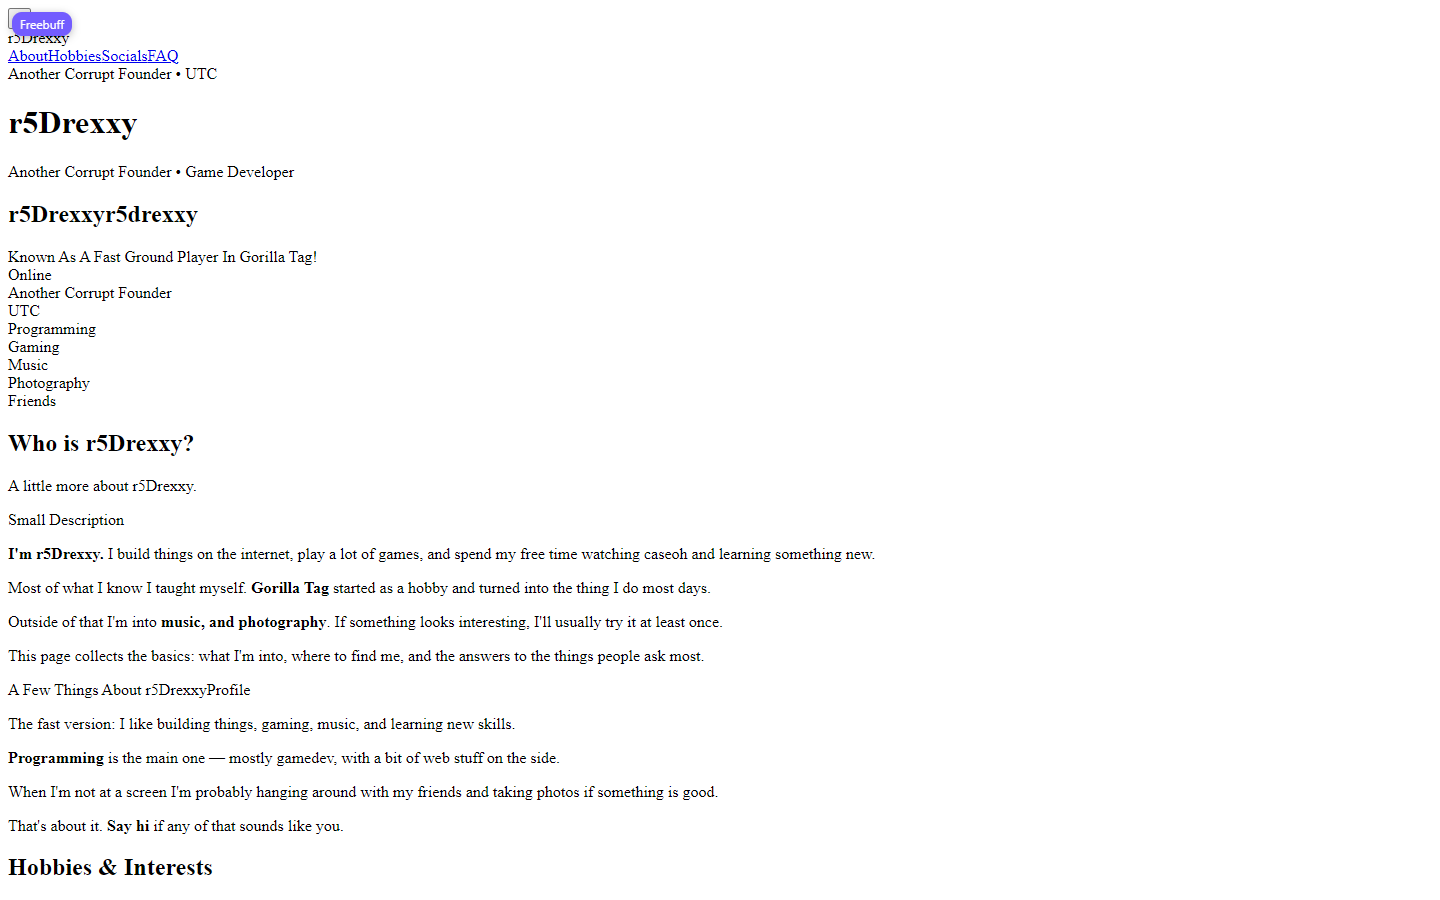 Freebuff
r5Drexxy
AboutHobbiesSocialsFAQ
Another Corrupt Founder • UTC
r5Drexxy
Another Corrupt Founder • Game Developer
r5Drexxyr5drexxy
Known As A Fast Ground Player In Gorilla Tag!
Online
Another Corrupt Founder
UTC
Programming
Gaming
Music
Photography
Friends
Who is r5Drexxy?
A little more about r5Drexxy.
Small Description
I'm r5Drexxy. I build things on the internet, play a lot of games, and spend my free time watching caseoh and learning something new.
Most of what I know I taught myself. Gorilla Tag started as a hobby and turned into the thing I do most days.
Outside of that I'm into music, and photography. If something looks interesting, I'll usually try it at least once.
This page collects the basics: what I'm into, where to find me, and the answers to the things people ask most.
A Few Things About r5DrexxyProfile
The fast version: I like building things, gaming, music, and learning new skills.
Programming is the main one — mostly gamedev, with a bit of web stuff on the side.
When I'm not at a screen I'm probably hanging around with my friends and taking photos if something is good.
That's about it. Say hi if any of that sounds like you.
Hobbies & Interests